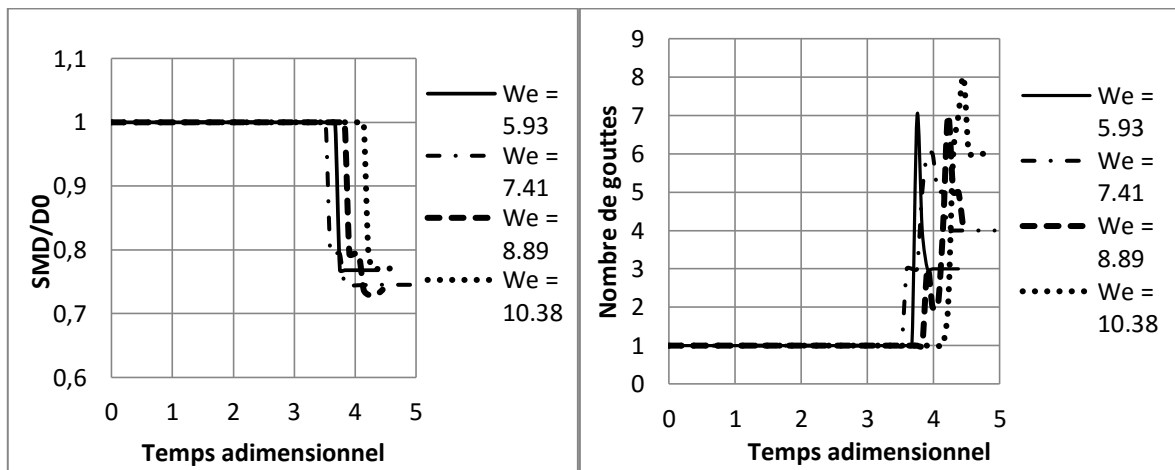 1,1
1
0,9
0,8
0,7
0,6
SMD/D0
0 1 2 3 4 5
Temps adimensionnel
We =
5.93
We =
7.41
We =
8.89
We =
10.38
9
8
7
6
5
4
3
2
1
0
Nombre de gouttes
0 1 2 3 4 5
Temps adimensionnel
We =
5.93
We =
7.41
We =
8.89
We =
10.38